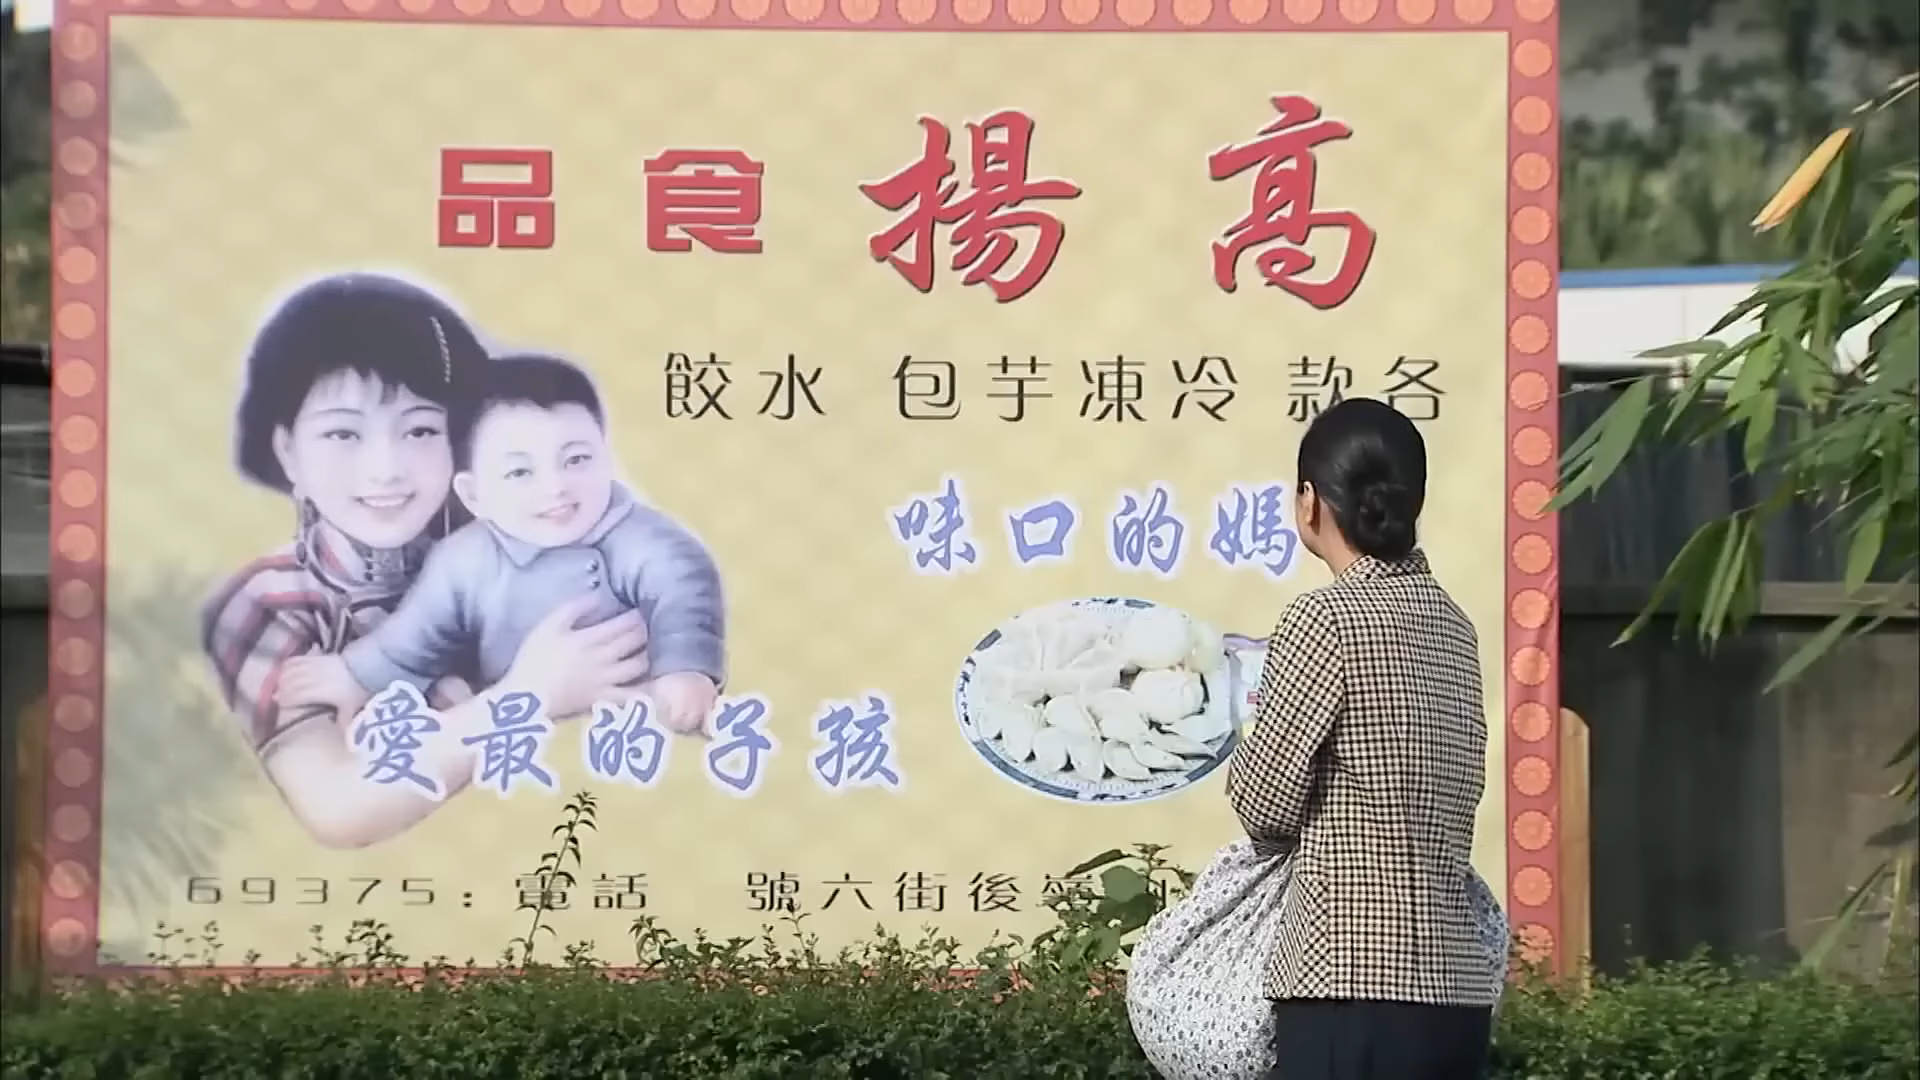 高揚食品
各款 冷凍芋包 水餃
媽的口味
孩子的最愛
後街六號 電話：69375